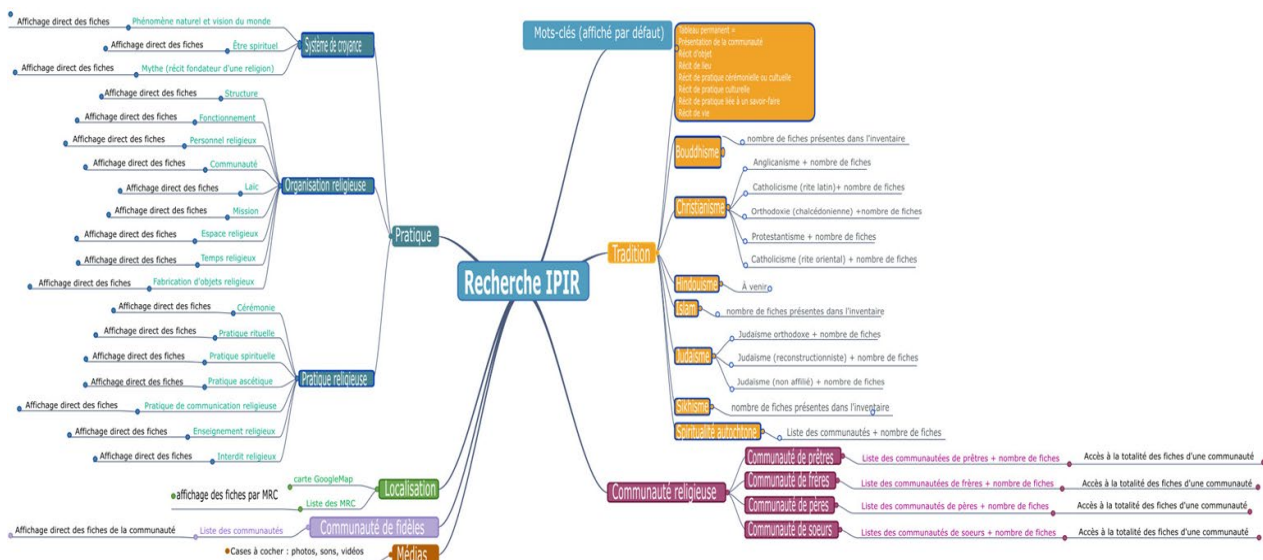 Recherche IPIR
Pratique
Système de croyance
Phénomène naturel et vision du monde
Affichage direct des fiches
Être spirituel
Affichage direct des fiches
Mythe (récit fondateur d'une religion)
Affichage direct des fiches
Organisation religieuse
Structure
Affichage direct des fiches
Fonctionnement
Affichage direct des fiches
Personnel religieux
Affichage direct des fiches
Communauté
Affichage direct des fiches
Laïc
Affichage direct des fiches
Mission
Affichage direct des fiches
Espace religieux
Affichage direct des fiches
Temps religieux
Affichage direct des fiches
Fabrication d'objets religieux
Affichage direct des fiches
Pratique religieuse
Cérémonie
Affichage direct des fiches
Pratique rituelle
Affichage direct des fiches
Pratique spirituelle
Affichage direct des fiches
Pratique ascétique
Affichage direct des fiches
Pratique de communication religieuse
Affichage direct des fiches
Enseignement religieux
Affichage direct des fiches
Interdit religieux
Affichage direct des fiches
Localisation
carte GoogleMap
Liste des MRC
affichage des fiches par MRC
Communauté de fidèles
Liste des communautés
Affichage direct des fiches de la communauté
Médias
Cases à cocher : photos, sons, vidéos
Mots-clés (affiché par défaut)
Tradition
Tableau permanent =
Présentation de la communauté
Récit d'objet
Récit de lieu
Récit de pratique cérémonielle ou cultuelle
Récit de pratique culturelle
Récit de pratique liée à un savoir-faire
Récit de vie
Bouddhisme
nombre de fiches présentes dans l'inventaire
Christianisme
Anglicanisme + nombre de fiches
Catholicisme (rite latin)+ nombre de fiches
Orthodoxie (chalcédonienne) +nombre de fiches
Protestantisme + nombre de fiches
Catholicisme (rite oriental) + nombre de fiches
Hindouisme
À venir
Islam
nombre de fiches présentes dans l'inventaire
Judaïsme
Judaïsme orthodoxe + nombre de fiches
Judaïsme (reconstructionniste) + nombre de fiches
Judaïsme (non affilié) + nombre de fiches
Sikhisme
nombre de fiches présentes dans l'inventaire
Spiritualité autochtone
Liste des communautés + nombre de fiches
Communauté religieuse
Communauté de prêtres
Liste des communautées de prêtres + nombre de fiches
Accès à la totalité des fiches d'une communauté
Communauté de frères
Liste des communautées de frères + nombre de fiches
Accès à la totalité des fiches d'une communauté
Communauté de pères
Liste des communautés de pères + nombre de fiches
Accès à la totalité des fiches d'une communauté
Communauté de soeurs
Listes des communautés de soeurs + nombre de fiches
Accès à la totalité des fiches d'une communauté